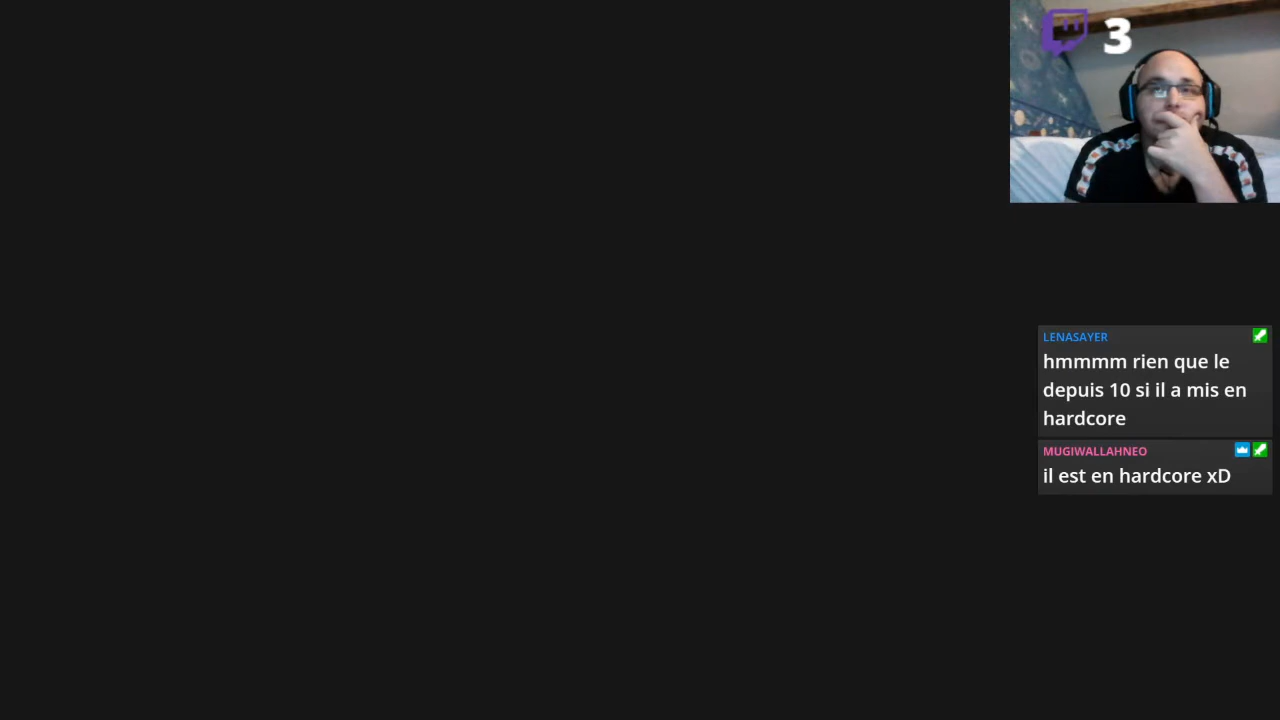 3
LENASAYER
hmmmm rien que le
depuis 10 si il a mis en
hardcore
MUGIWALLAHNEO
il est en hardcore xD